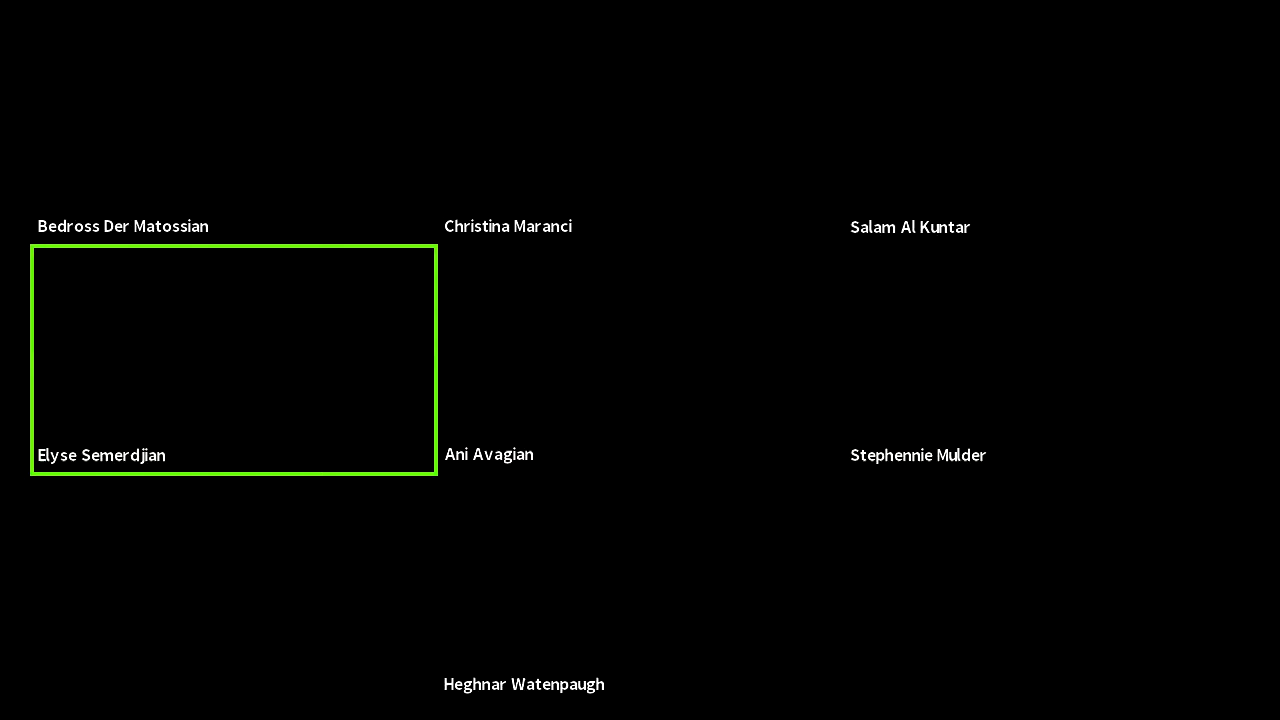 Bedross Der Matossian
Christina Maranci
Salam Al Kuntar
Elyse Semerdjian
Ani Avagian
Stephennie Mulder
Heghnar Watenpaugh